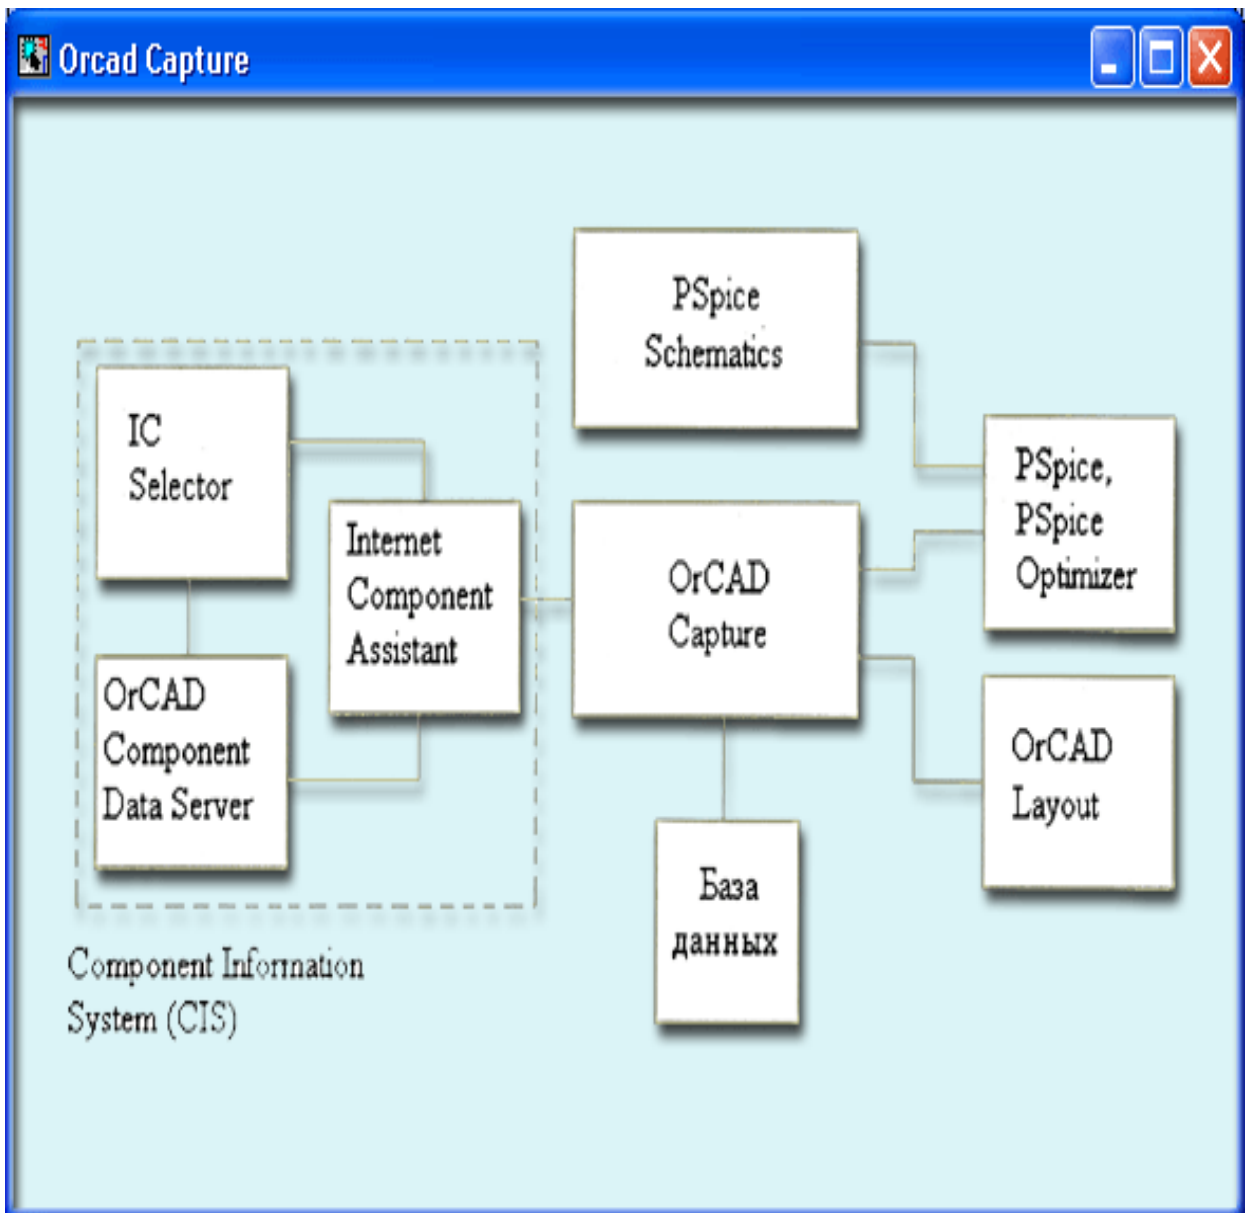 Orcad Capture
PSpice
Schematics
IC
Selector
Internet
Component
Assistant
OrCAD
Capture
PSpice,
PSpice
Optimizer
OrCAD
Component
Data Server
OrCAD
Layout
База
данных
Component Information
System (CIS)